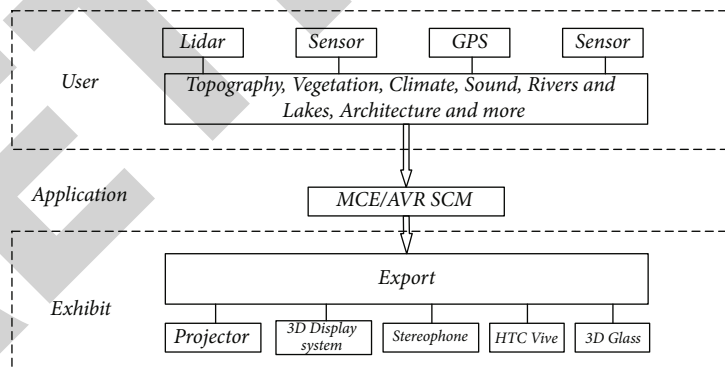 Lidar
Sensor
GPS
Sensor
User
Topography, Vegetation, Climate, Sound, Rivers and
Lakes, Architecture and more
Application
MCE/AVR SCM
Export
Exhibit
Projector
3D Display
system
Stereophone
HTC Vive
3D Glass